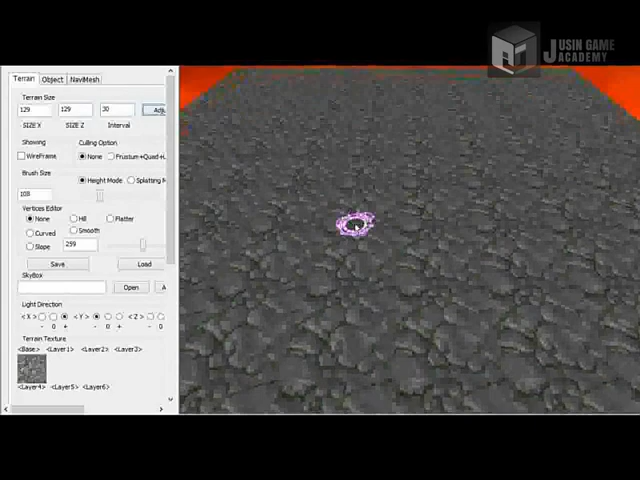 JUSIN GAME
ACADEMY
Terrain Object NaviMesh
Terrain Size
129 129 30
SIZE X SIZE Z Interval
Showing Culling Option
WireFrame None
Brush Size
Height Mode Splatting M
108
Vertices Editor
None Hill Flatter
Curved Smooth
Slope 259
Save Load
SkyBox
Open A
Light Direction
< X > < Y > < Z >
- 0 + - 0 + - 0
Terrain Texture
<Base> <Layer1> <Layer2> <Layer3>
<Layer4> <Layer5> <Layer6>